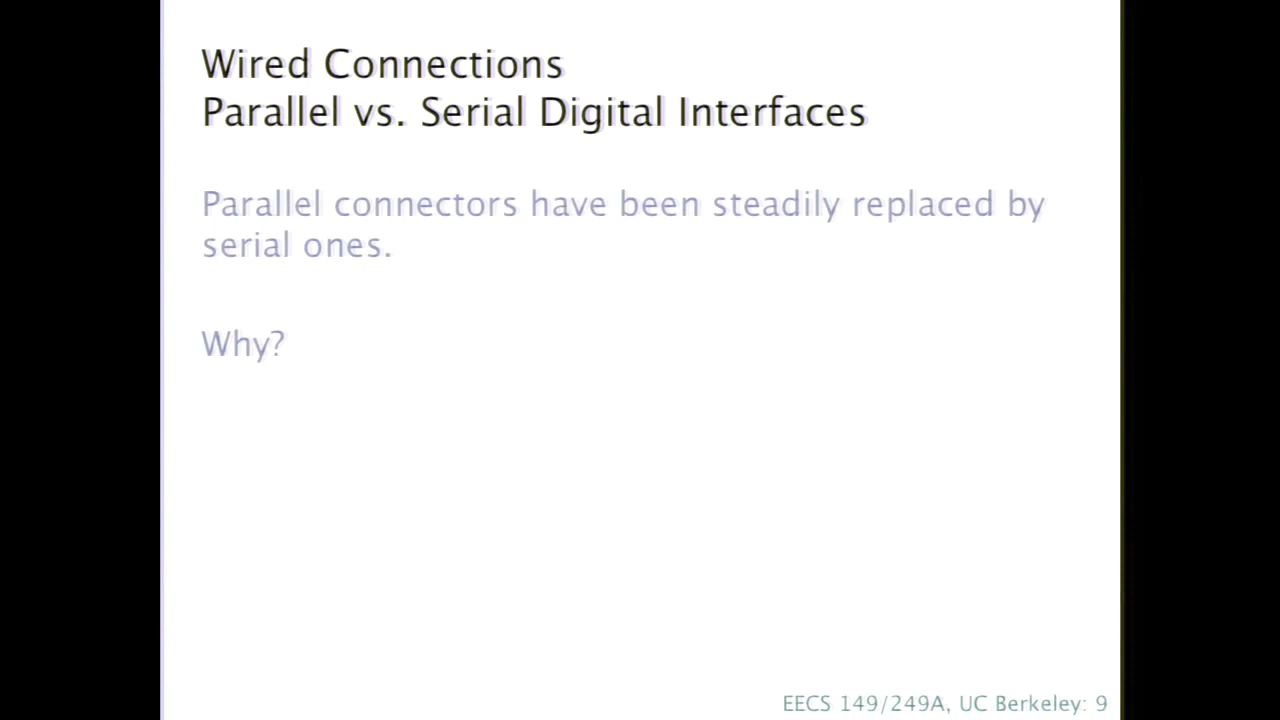 Wired Connections
Parallel vs. Serial Digital Interfaces
Parallel connectors have been steadily replaced by
serial ones.
Why?
EECS 149/249A, UC Berkeley: 9